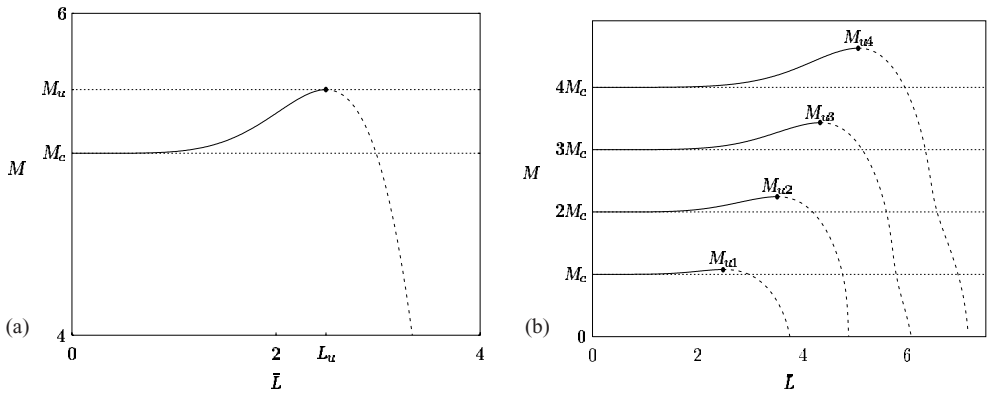 6
M_u
M_c
M
4
0 2 L_u 4
L̄
(a)
M_u4
4M_c
M_u3
3M_c
M
M_u2
2M_c
M_u1
M_c
0
0 2 4 6
L̄
(b)